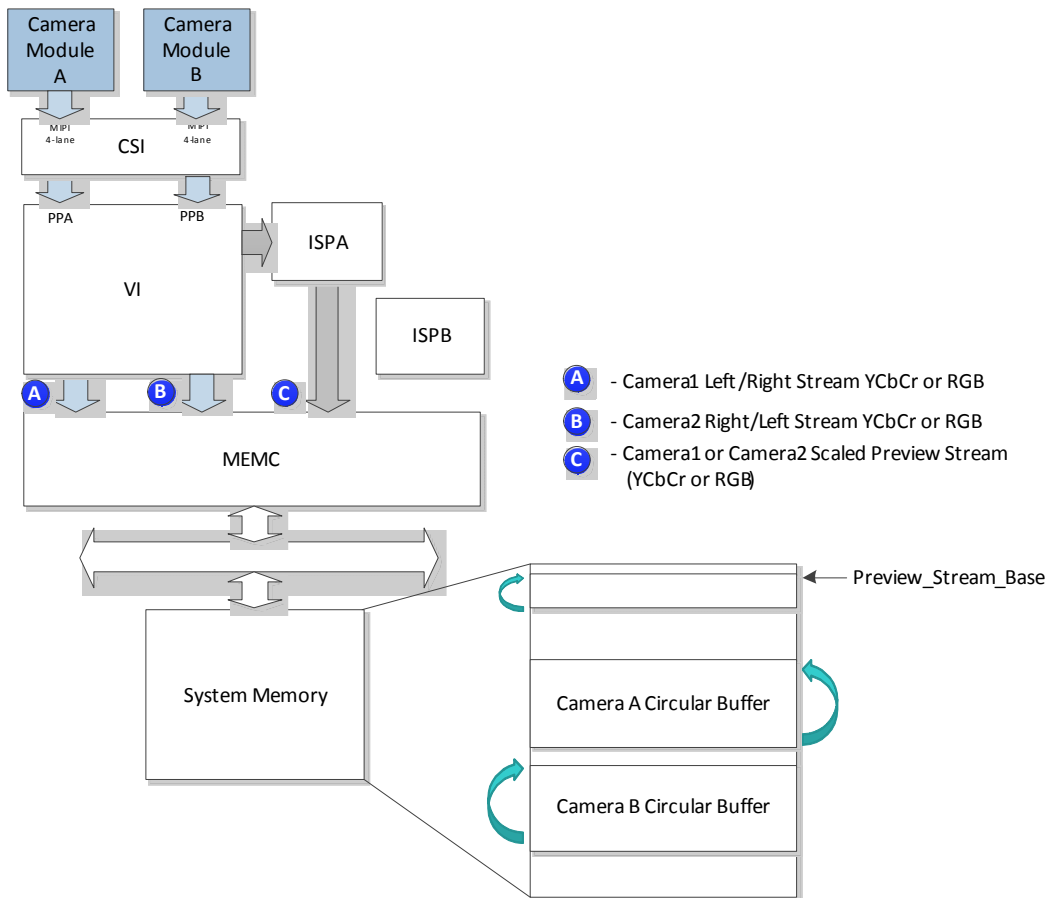 Camera
Module
A
Camera
Module
B
MIPI
4-lane
MIPI
4-lane
CSI
PPA
PPB
VI
ISPA
ISPB
A
B
C
MEMC
A - Camera1 Left/Right Stream YCbCr or RGB
B - Camera2 Right/Left Stream YCbCr or RGB
C - Camera1 or Camera2 Scaled Preview Stream
(YCbCr or RGB)
Preview_Stream_Base
System Memory
Camera A Circular Buffer
Camera B Circular Buffer